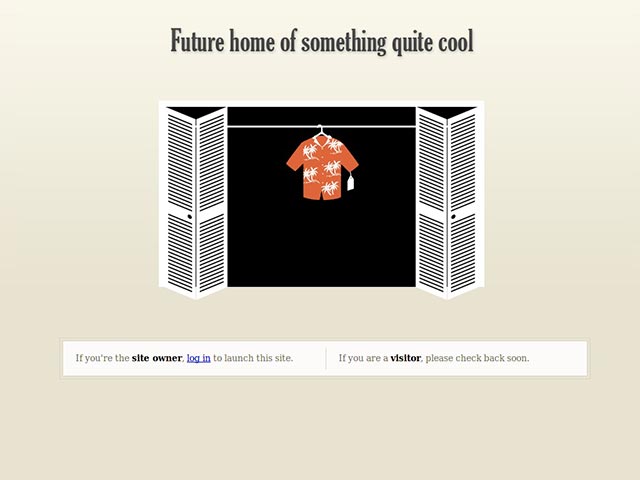 Future home of something quite cool
If you're the site owner, log in to launch this site.
If you are a visitor, please check back soon.